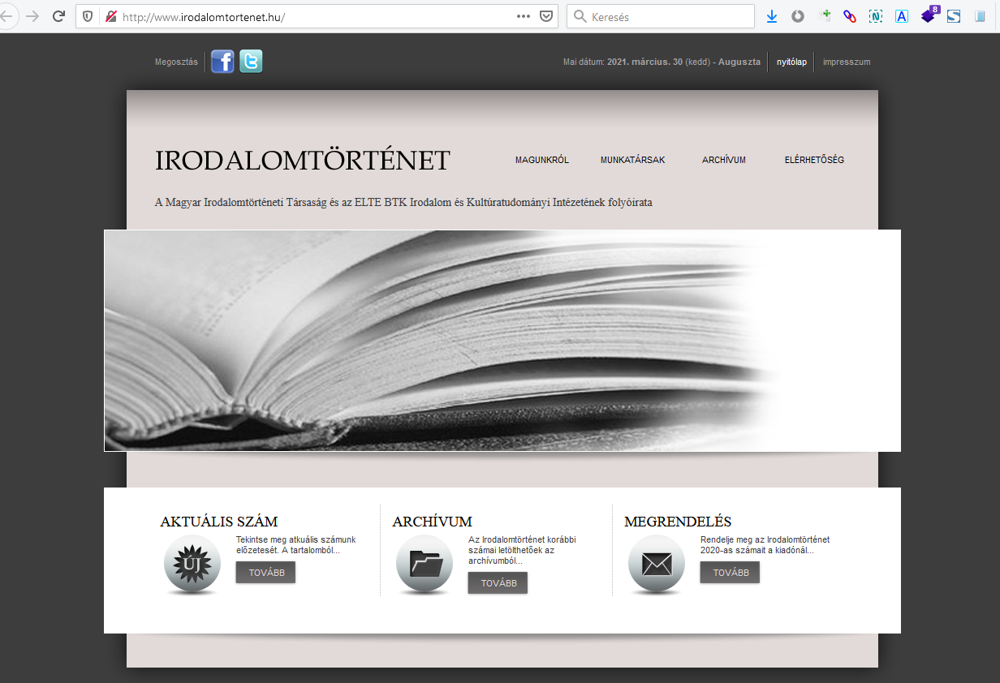 http://www.irodalomtortenet.hu/
Keresés
8
Megosztás
Mai dátum: 2021. március. 30 (kedd) - Auguszta
nyitólap
impresszum
IRODALOMTÖRTÉNET
MAGUNKRÓL
MUNKATÁRSAK
ARCHÍVUM
ELÉRHETŐSÉG
A Magyar Irodalomtörténeti Társaság és az ELTE BTK Irodalom és Kultúratudományi Intézetének folyóirata
AKTUÁLIS SZÁM
ÚJ
Tekintse meg atkuális számunk
előzetesét. A tartalomból...
TOVÁBB
ARCHÍVUM
Az Irodalomtörténet korábbi
számai letölthetőek az
archívumból...
TOVÁBB
MEGRENDELÉS
Rendelje meg az Irodalomtörténet
2020-as számait a kiadónál...
TOVÁBB